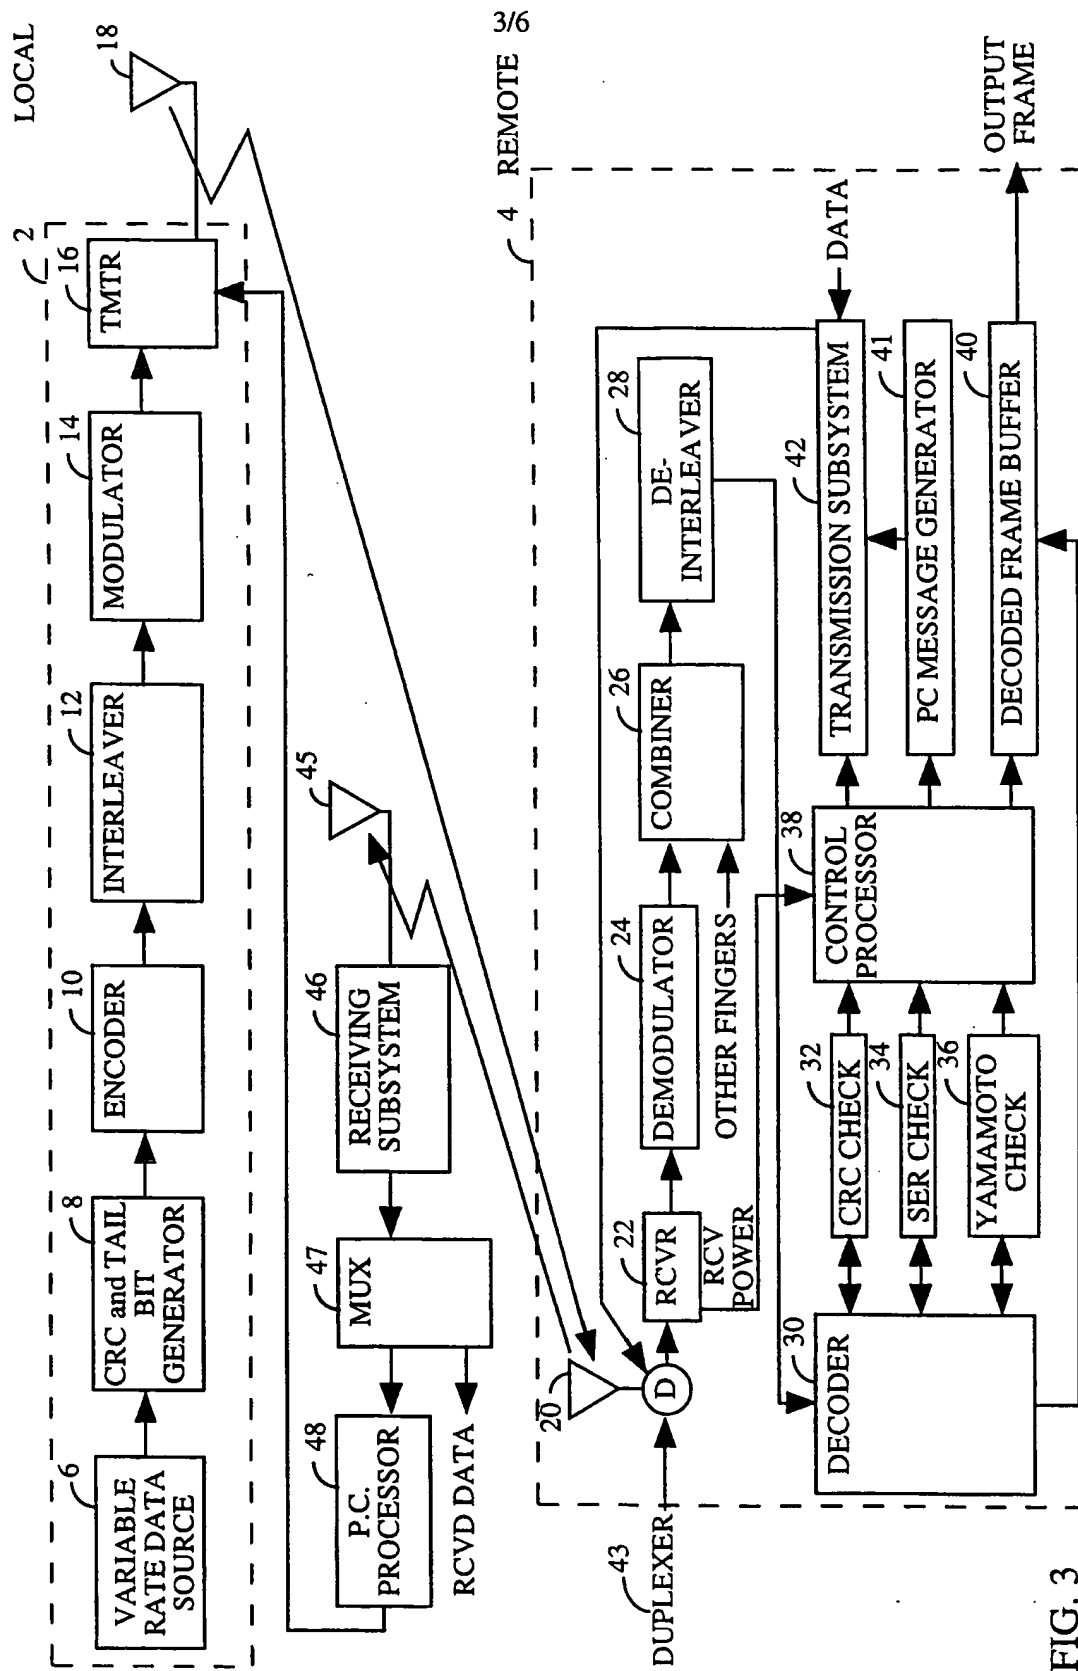 3/6
LOCAL
2
6
VARIABLE
RATE DATA
SOURCE
8
CRC and TAIL
BIT
GENERATOR
10
ENCODER
12
INTERLEAVER
14
MODULATOR
16
TMTR
18
48
P.C.
PROCESSOR
RCVD DATA
47
MUX
46
RECEIVING
SUBSYSTEM
45
REMOTE
4
43
DUPLEXER
20
D
22
RCVR
RCV
POWER
24
DEMODULATOR
OTHER FINGERS
26
COMBINER
28
DE-
INTERLEAVER
30
DECODER
32
CRC CHECK
34
SER CHECK
36
YAMAMOTO
CHECK
38
CONTROL
PROCESSOR
42
TRANSMISSION SUBSYSTEM
DATA
41
PC MESSAGE GENERATOR
40
DECODED FRAME BUFFER
OUTPUT
FRAME
FIG. 3